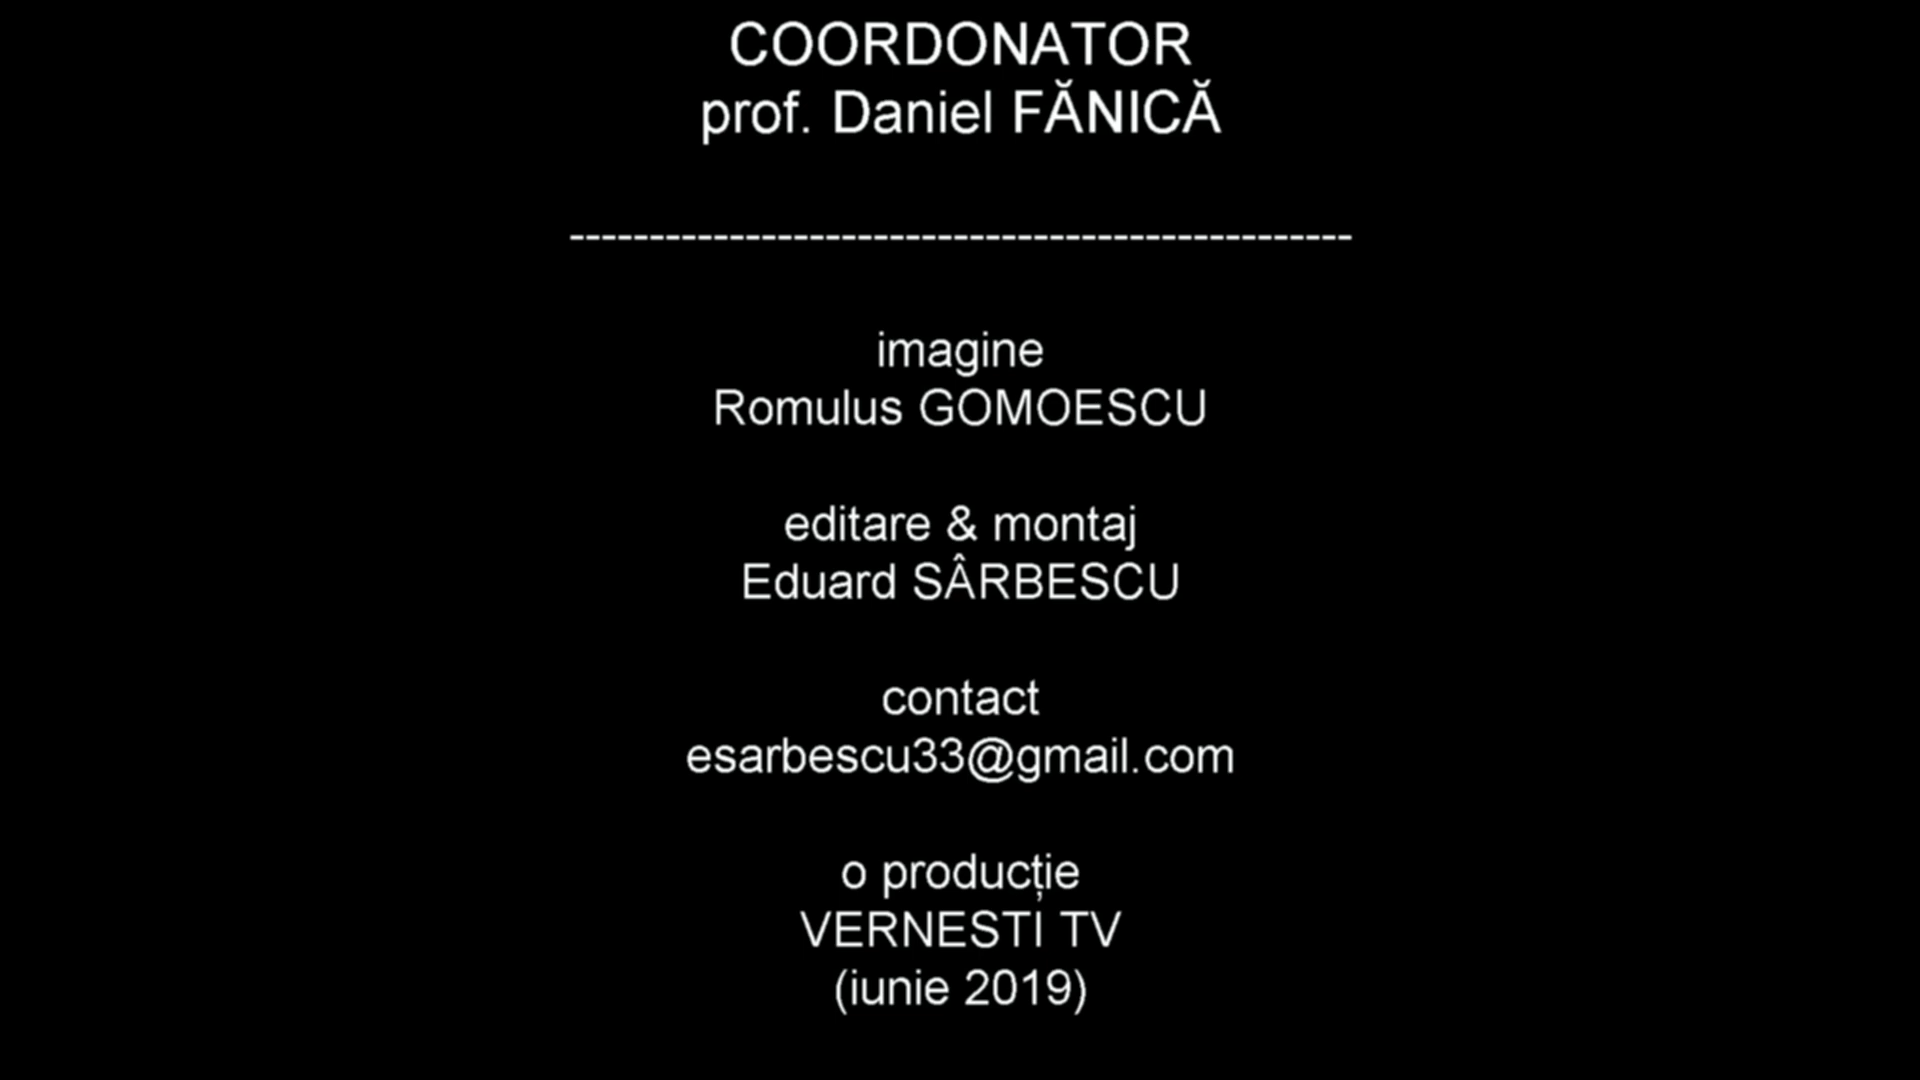 COORDONATOR
prof. Daniel FĂNICĂ
-------------------------------------------------
imagine
Romulus GOMOESCU
editare & montaj
Eduard SÂRBESCU
contact
esarbescu33@gmail.com
o producție
VERNESTI TV
(iunie 2019)